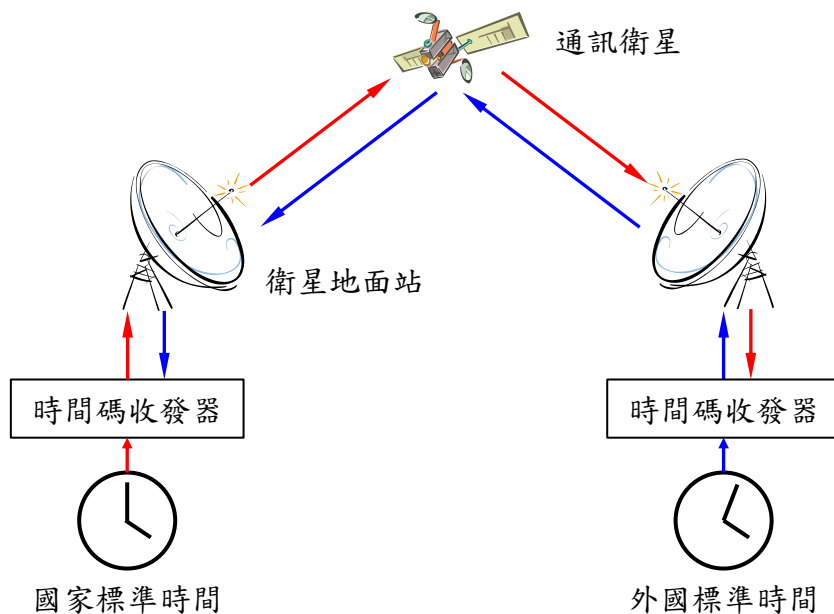 通訊衛星
衛星地面站
時間碼收發器
時間碼收發器
國家標準時間
外國標準時間